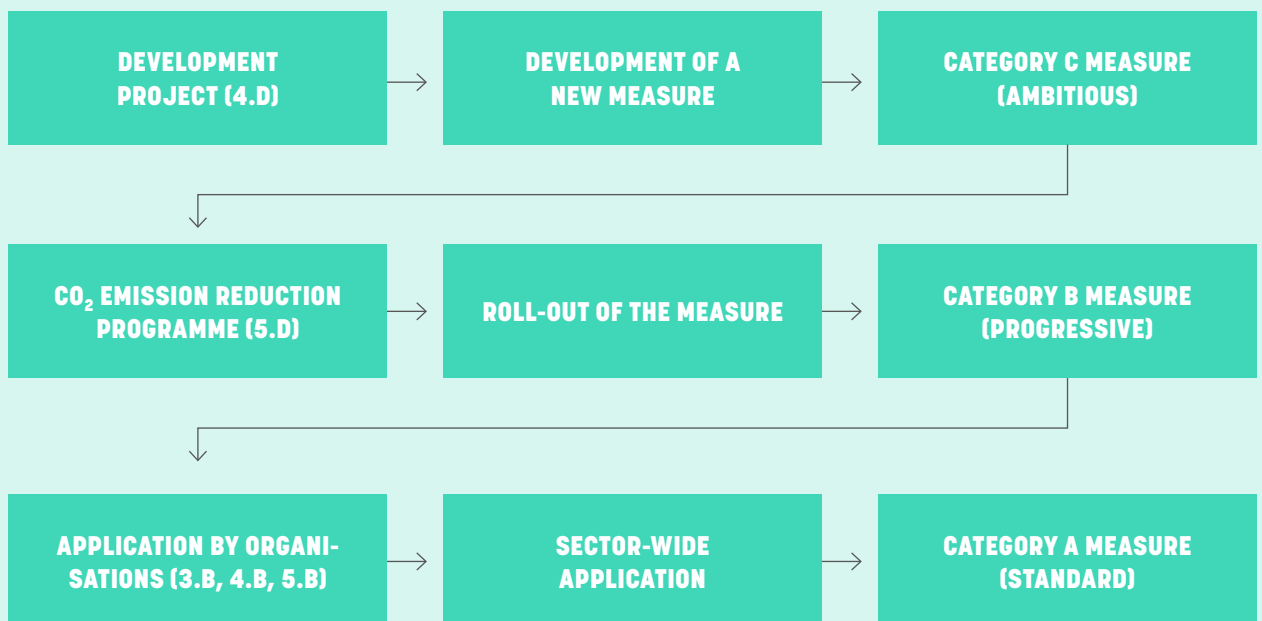 DEVELOPMENT
PROJECT (4.D)
DEVELOPMENT OF A
NEW MEASURE
CATEGORY C MEASURE
(AMBITIOUS)
CO₂ EMISSION REDUCTION
PROGRAMME (5.D)
ROLL-OUT OF THE MEASURE
CATEGORY B MEASURE
(PROGRESSIVE)
APPLICATION BY ORGANI-
SATIONS (3.B, 4.B, 5.B)
SECTOR-WIDE
APPLICATION
CATEGORY A MEASURE
(STANDARD)